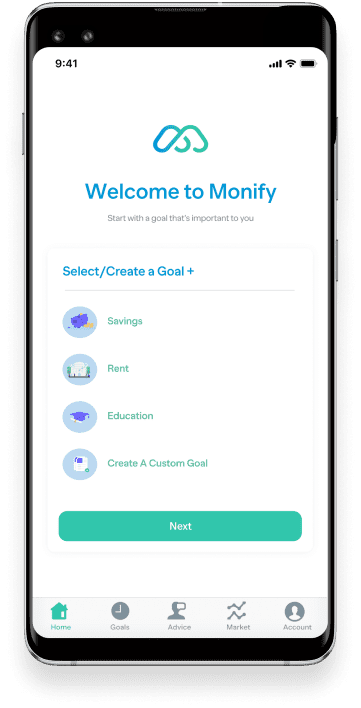 9:41
Welcome to Monify
Start with a goal that's important to you
Select/Create a Goal +
Savings
Rent
Education
Create A Custom Goal
Next
Home Goals Advice Market Account